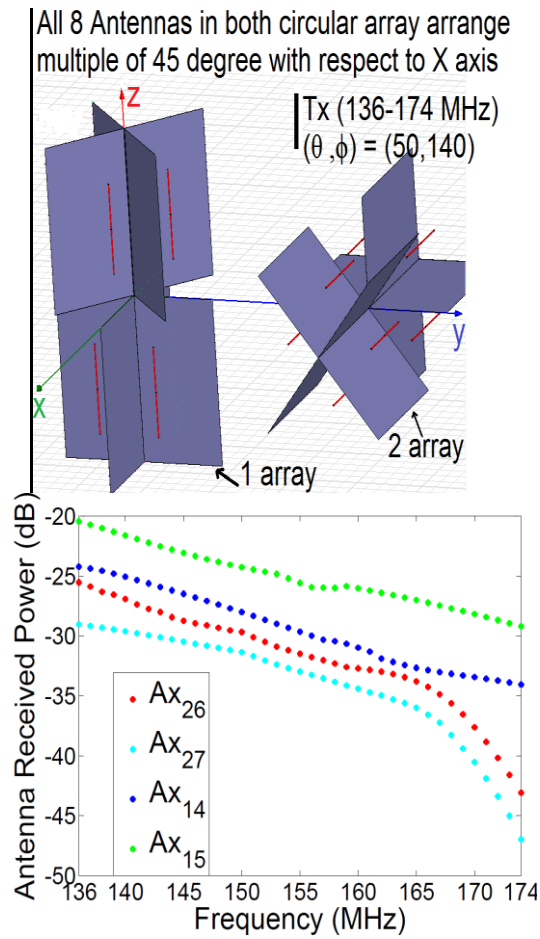 All 8 Antennas in both circular array arrange
multiple of 45 degree with respect to X axis
z
Tx (136-174 MHz)
(θ ,ϕ) = (50,140)
y
x
2 array
1 array
Antenna Received Power (dB)
-20
-25
-30
-35
-40
-45
-50
Ax26
Ax27
Ax14
Ax15
136 140 145 150 155 160 165 170 174
Frequency (MHz)